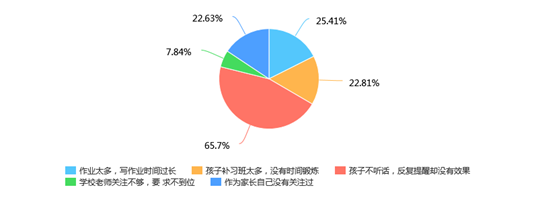 22.63%
25.41%
7.84%
22.81%
65.7%
作业太多，写作业时间过长 孩子补习班太多，没有时间锻炼 孩子不听话，反复提醒却没有效果
学校老师关注不够，要 求不到位 作为家长自己没有关注过